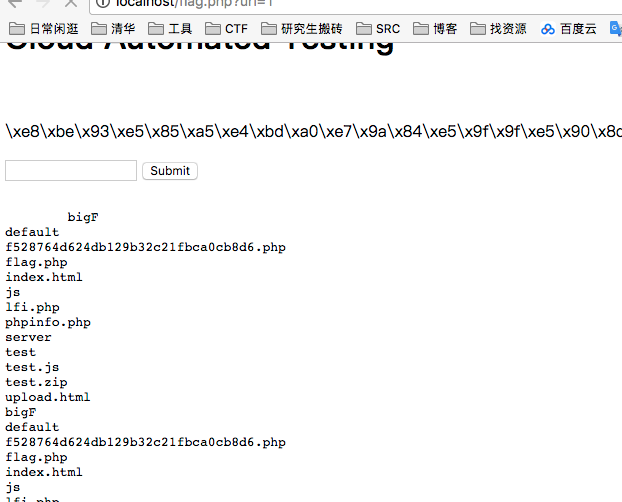 localhost/flag.php?url=1
日常闲逛 清华 工具 CTF 研究生搬砖 SRC 博客 找资源 百度云
Cloud Automated Testing
\xe8\xbe\x93\xe5\x85\xa5\xe4\xbd\xa0\xe7\x9a\x84\xe5\x9f\x9f\xe5\x90\x8d
Submit
bigF
default
f528764d624db129b32c21fbca0cb8d6.php
flag.php
index.html
js
lfi.php
phpinfo.php
server
test
test.js
test.zip
upload.html
bigF
default
f528764d624db129b32c21fbca0cb8d6.php
flag.php
index.html
js
lfi.php